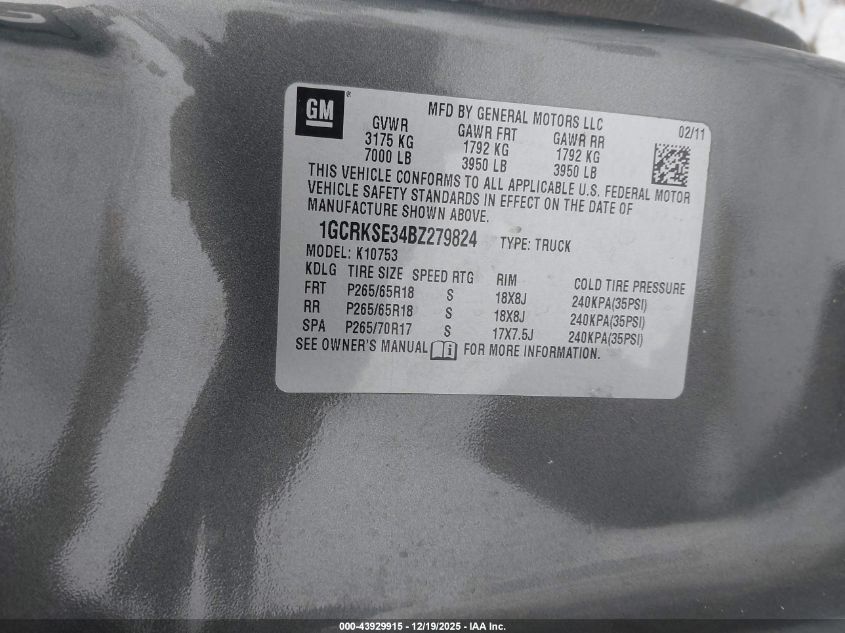 GM ®
MFD BY GENERAL MOTORS LLC 02/11
GVWR GAWR FRT GAWR RR
3175 KG 1792 KG 1792 KG
7000 LB 3950 LB 3950 LB
THIS VEHICLE CONFORMS TO ALL APPLICABLE U.S. FEDERAL MOTOR
VEHICLE SAFETY STANDARDS IN EFFECT ON THE DATE OF
MANUFACTURE SHOWN ABOVE.
1GCRKSE34BZ279824 TYPE: TRUCK
MODEL: K10753
KDLG TIRE SIZE SPEED RTG RIM COLD TIRE PRESSURE
FRT P265/65R18 S 18X8J 240KPA(35PSI)
RR P265/65R18 S 18X8J 240KPA(35PSI)
SPA P265/70R17 S 17X7.5J 240KPA(35PSI)
SEE OWNER'S MANUAL i FOR MORE INFORMATION.
000-43929915 - 12/19/2025 - IAA Inc.